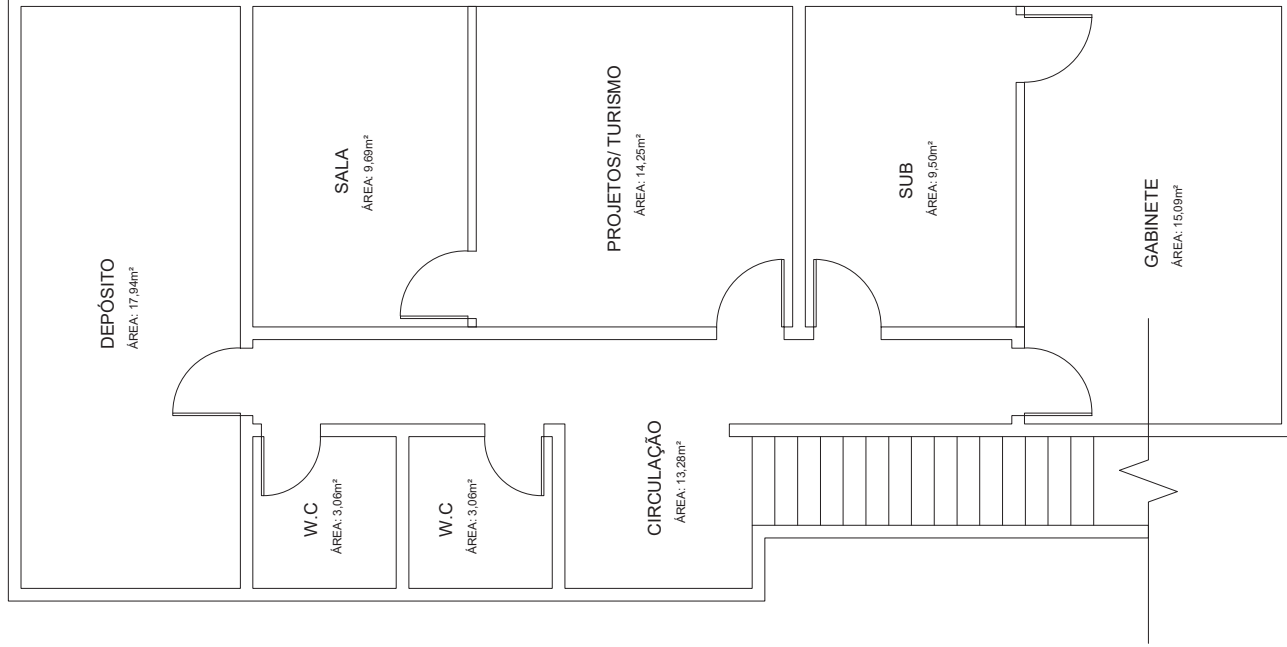 DEPÓSITO
ÁREA: 17,94m²
SALA
ÁREA: 9,69m²
PROJETOS/ TURISMO
ÁREA: 14,25m²
SUB
ÁREA: 9,50m²
GABINETE
ÁREA: 15,09m²
W.C
ÁREA: 3,06m²
W.C
ÁREA: 3,06m²
CIRCULAÇÃO
ÁREA: 13,28m²